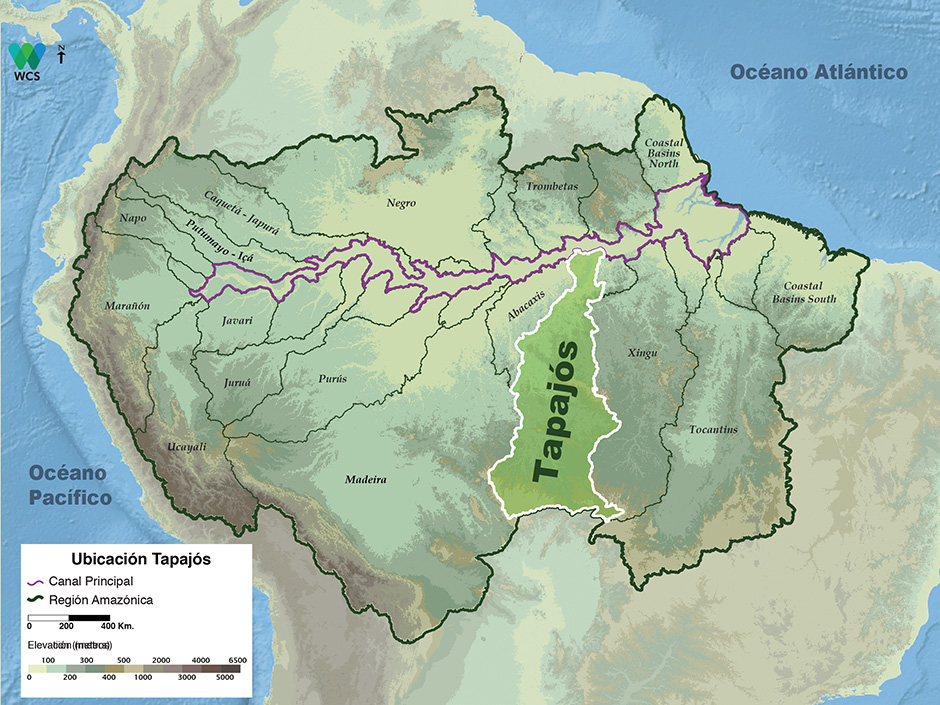 WCS
N
Océano Atlántico
Coastal
Basins
North
Trombetas
Negro
Caquetá - Japurá
Napo
Putumayo - Içá
Marañón
Coastal
Basins South
Abacaxis
Javari
Xingu
Tapajós
Juruá
Purús
Tocantins
Ucayali
Madeira
Océano
Pacífico
Ubicación Tapajós
Canal Principal
Región Amazónica
0 200 400 Km.
Elevación (metros)
100 300 500 2000 4000 6500
0 200 400 1000 3000 5000